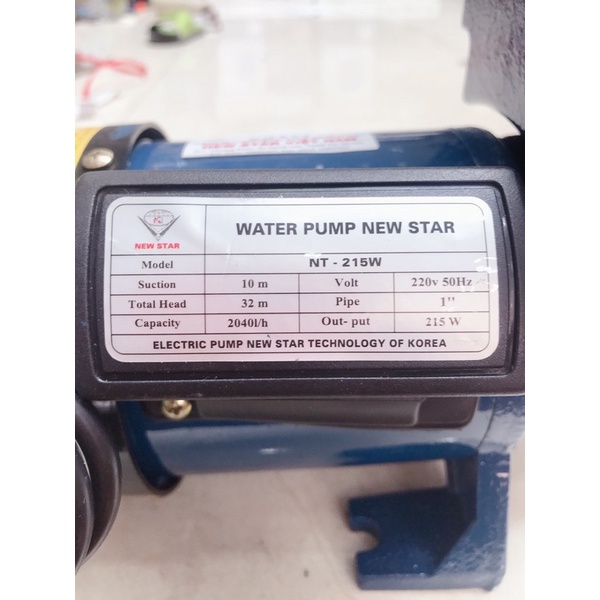 NEW STAR
WATER PUMP NEW STAR
Model NT - 215W
Suction 10 m Volt 220v 50Hz
Total Head 32 m Pipe 1"
Capacity 2040l/h Out- put 215 W
ELECTRIC PUMP NEW STAR TECHNOLOGY OF KOREA